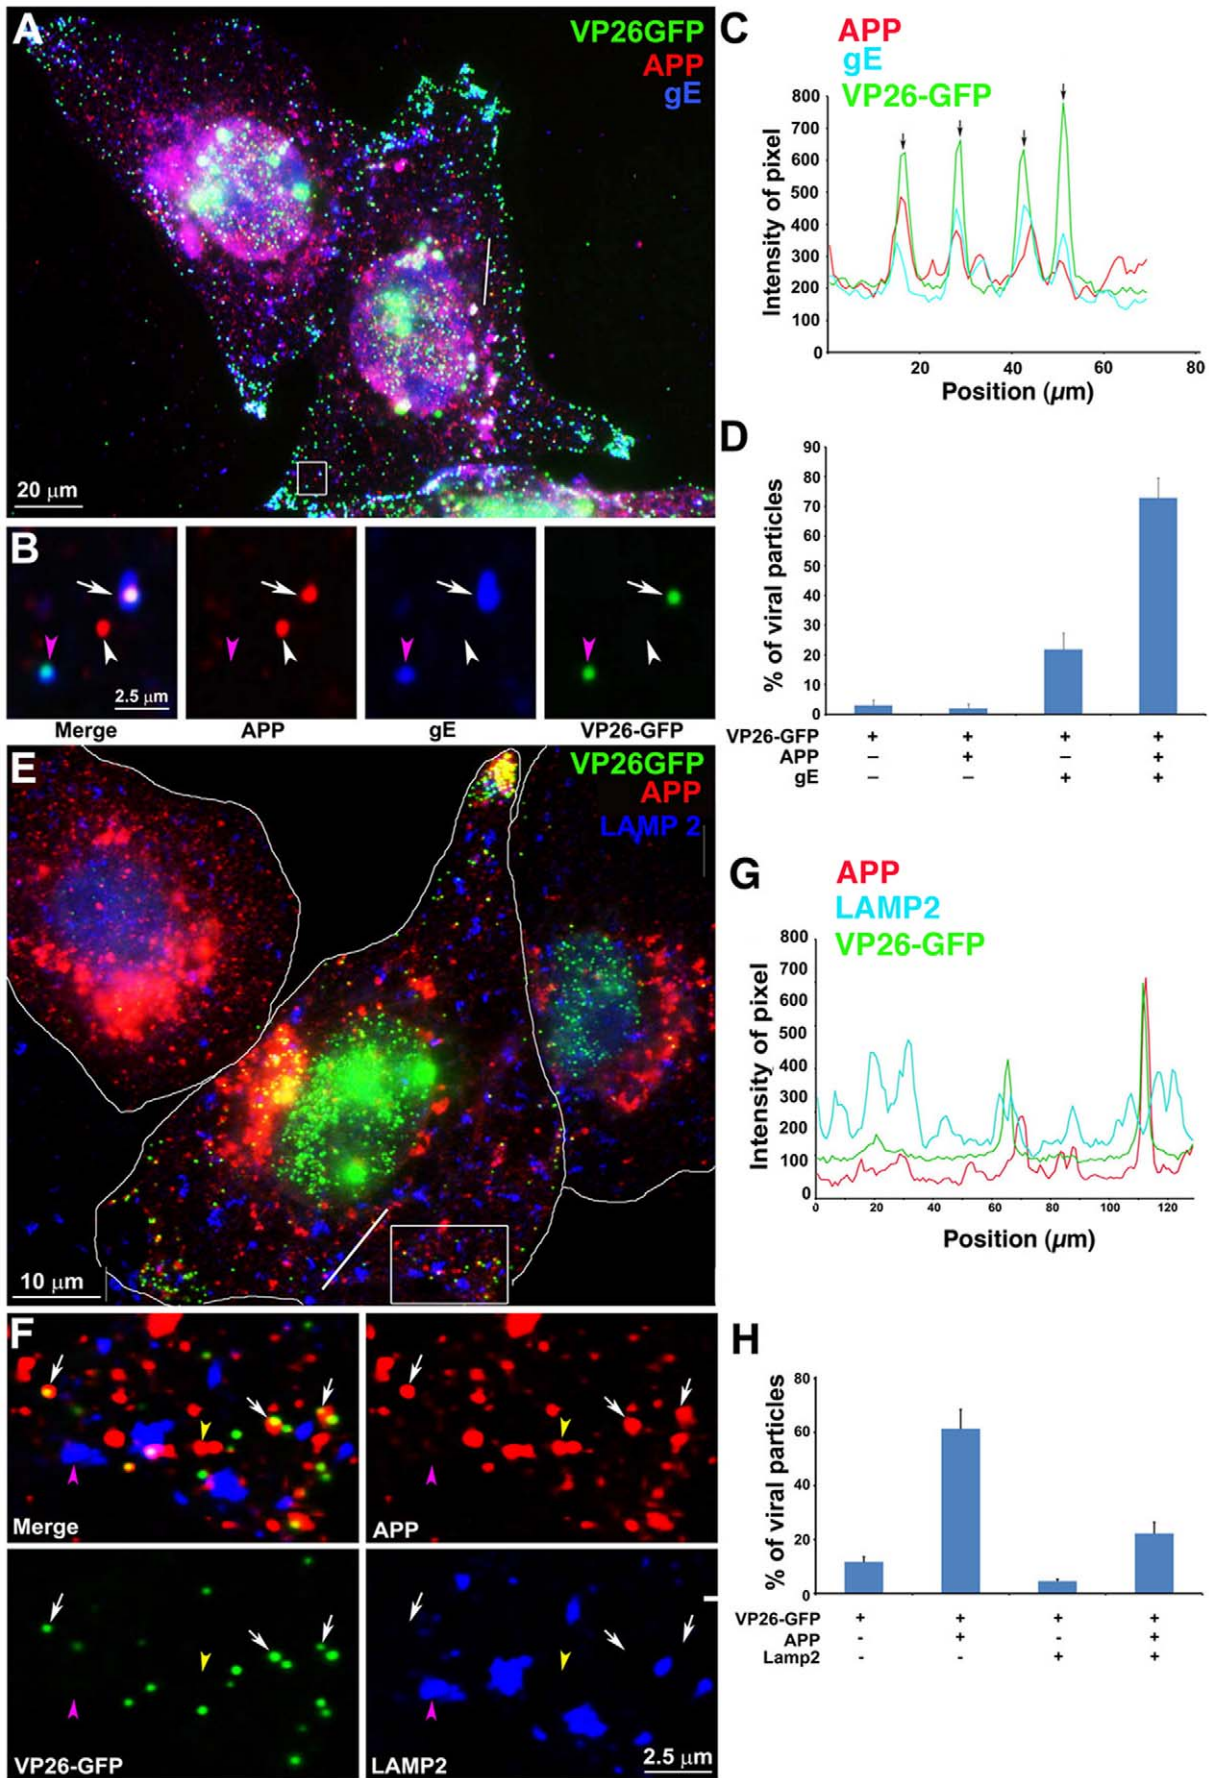 A
VP26GFP
APP
gE
20 µm
B
2.5 µm
Merge
APP
gE
VP26-GFP
C
APP
gE
VP26-GFP
800
700
600
500
400
300
200
100
0
20
40
60
80
Intensity of pixel
Position (µm)
D
90
80
70
60
50
40
30
20
10
0
% of viral particles
VP26-GFP + + + +
APP – + – +
gE – – + +
E
VP26GFP
APP
LAMP 2
10 µm
F
Merge
APP
VP26-GFP
LAMP2
2.5 µm
G
APP
LAMP2
VP26-GFP
800
700
600
500
400
300
200
100
0
0 20 40 60 80 100 120
Intensity of pixel
Position (µm)
H
80
60
40
20
0
% of viral particles
VP26-GFP + + + +
APP - + - +
Lamp2 - - + +